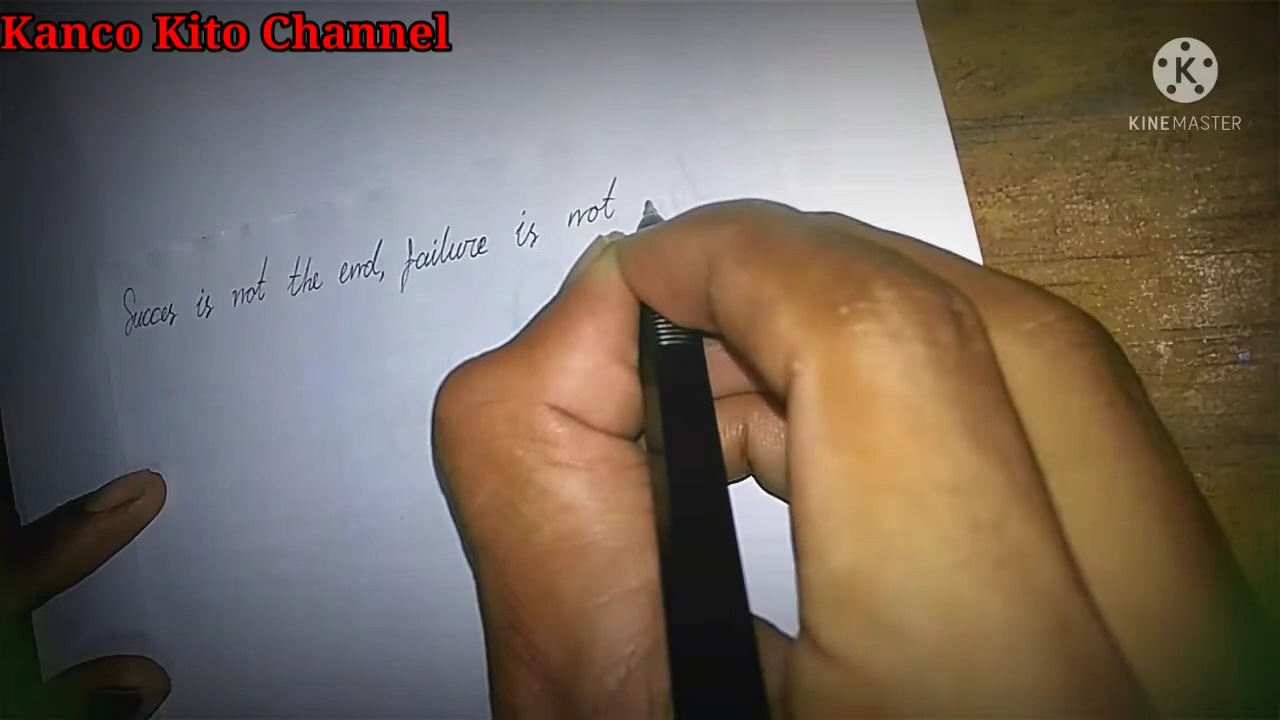 Kanco Kito Channel
K
KINEMASTER
Succes is not the end, failure is not